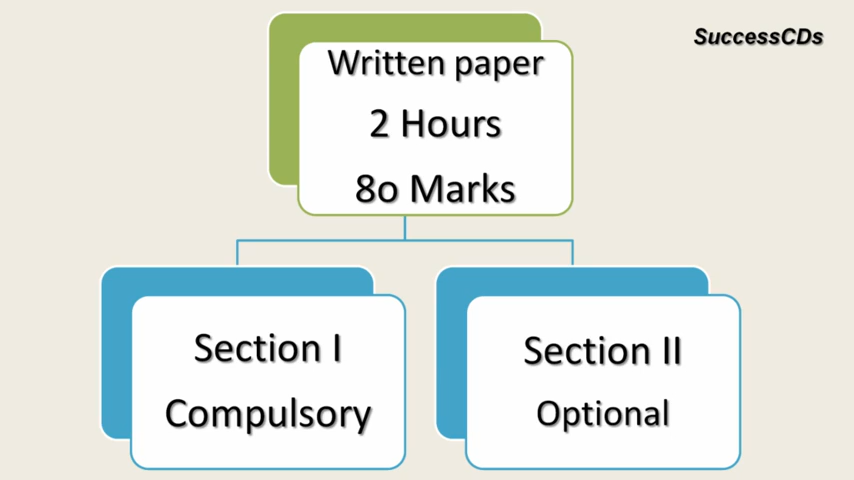 SuccessCDs
Written paper
2 Hours
8o Marks
Section I
Compulsory
Section II
Optional